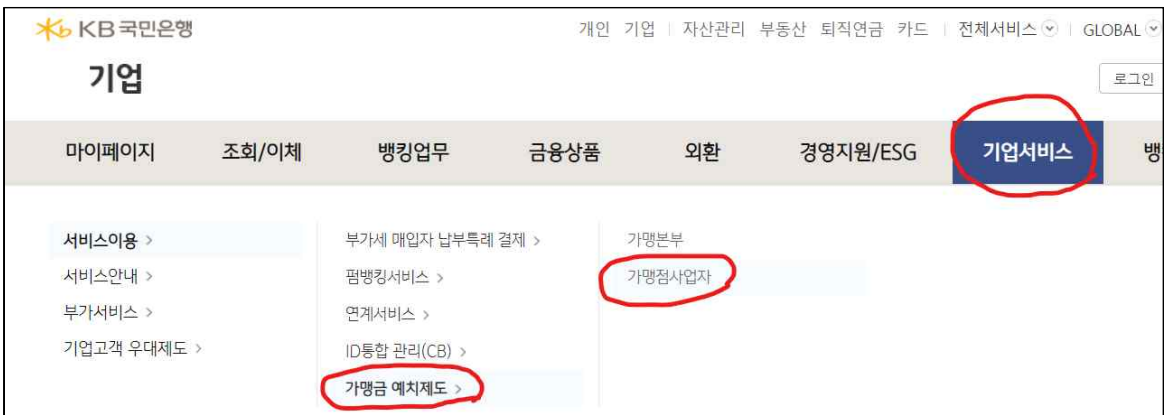 KB국민은행 개인 기업 자산관리 부동산 퇴직연금 카드 전체서비스 GLOBAL
기업 로그인
마이페이지 조회/이체 뱅킹업무 금융상품 외환 경영지원/ESG 기업서비스 뱅
서비스이용 > 부가세 매입자 납부특례 결제 > 가맹본부
서비스안내 > 펌뱅킹서비스 > 가맹점사업자
부가서비스 > 연계서비스 >
기업고객 우대제도 > ID통합 관리(CB) >
가맹금 예치제도 >